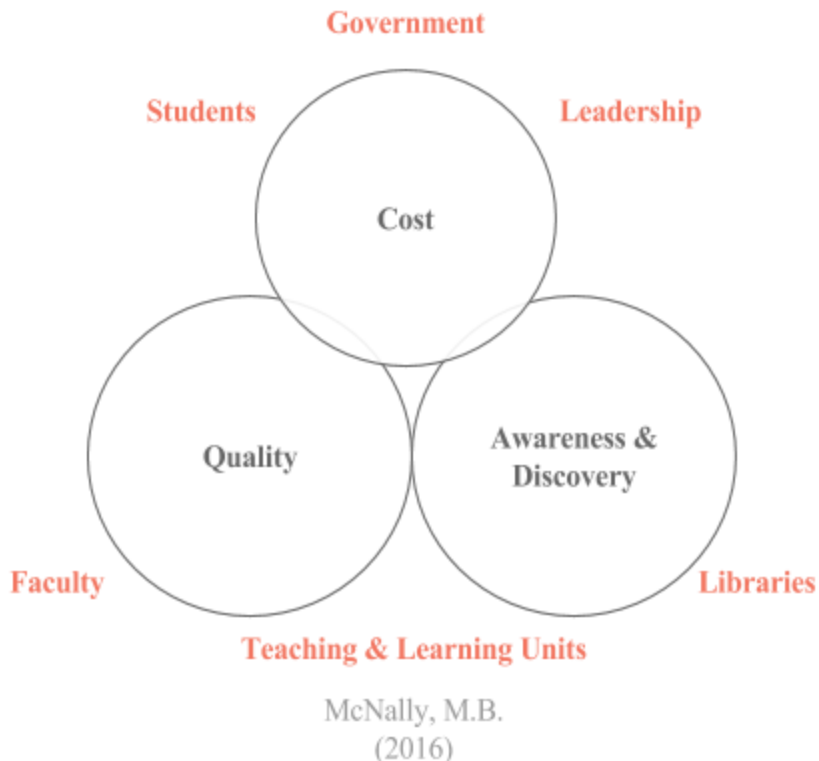 Government
Students
Leadership
Cost
Quality
Awareness &
Discovery
Faculty
Libraries
Teaching & Learning Units
McNally, M.B.
(2016)